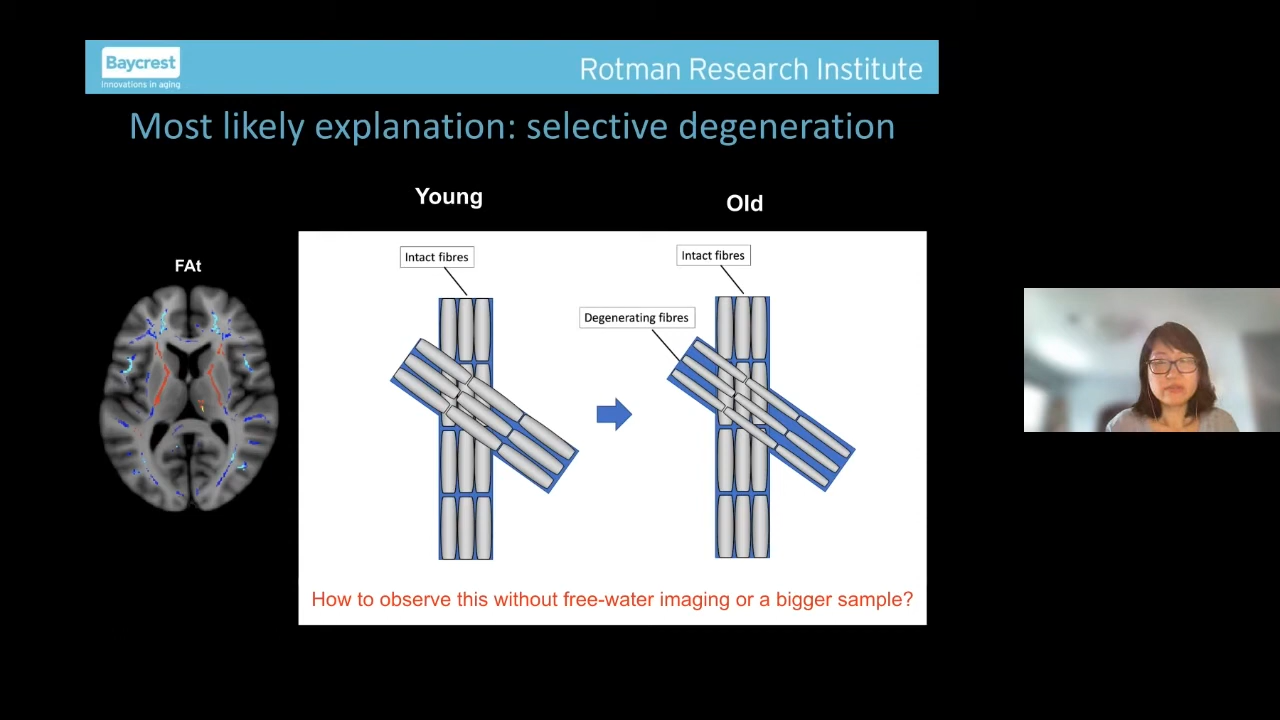 Baycrest
Innovations in aging
Rotman Research Institute
Most likely explanation: selective degeneration
Young
Old
FAt
Intact fibres
Intact fibres
Degenerating fibres
How to observe this without free-water imaging or a bigger sample?